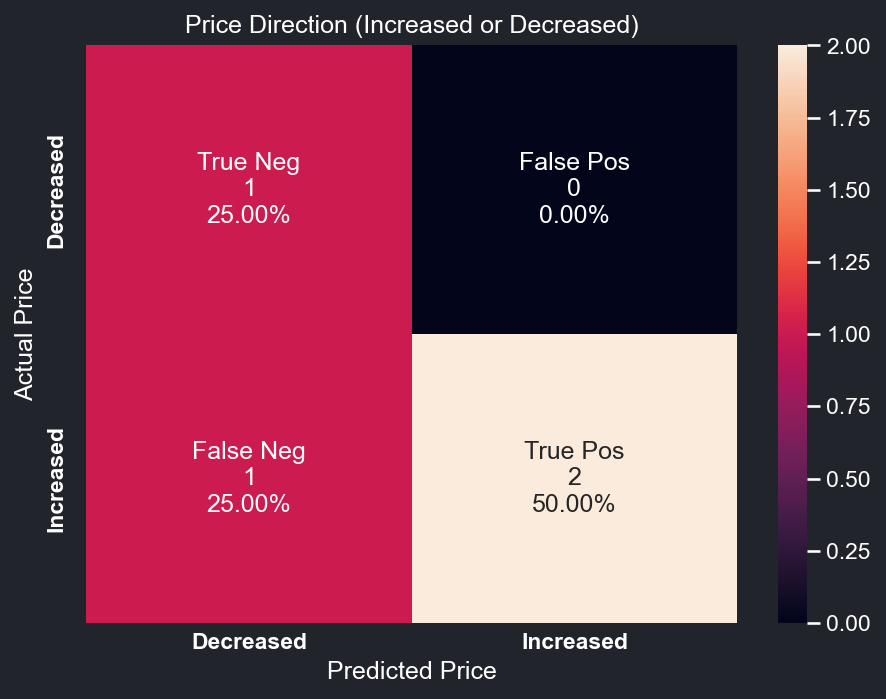 Price Direction (Increased or Decreased)
Actual Price
Decreased
Increased
True Neg
1
25.00%
False Pos
0
0.00%
False Neg
1
25.00%
True Pos
2
50.00%
Decreased
Increased
Predicted Price
2.00
1.75
1.50
1.25
1.00
0.75
0.50
0.25
0.00